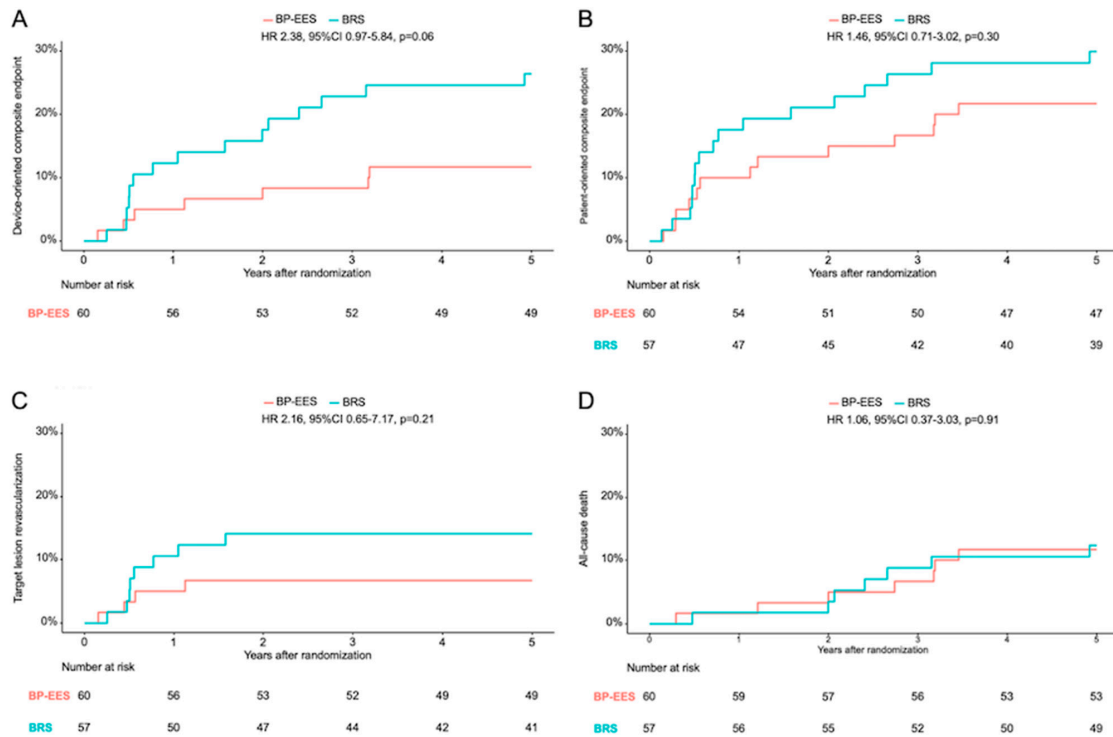 A
BP-EES BRS
HR 2.38, 95%CI 0.97-5.84, p=0.06
30%
20%
10%
0%
Device-oriented composite endpoint
0 1 2 3 4 5
Years after randomization
Number at risk
BP-EES 60 56 53 52 49 49
B
BP-EES BRS
HR 1.46, 95%CI 0.71-3.02, p=0.30
30%
20%
10%
0%
Patient-oriented composite endpoint
0 1 2 3 4 5
Years after randomization
Number at risk
BP-EES 60 54 51 50 47 47
BRS 57 47 45 42 40 39
C
BP-EES BRS
HR 2.16, 95%CI 0.65-7.17, p=0.21
30%
20%
10%
0%
Target lesion revascularization
0 1 2 3 4 5
Years after randomization
Number at risk
BP-EES 60 56 53 52 49 49
BRS 57 50 47 44 42 41
D
BP-EES BRS
HR 1.06, 95%CI 0.37-3.03, p=0.91
30%
20%
10%
0%
All-cause death
0 1 2 3 4 5
Years after randomization
Number at risk
BP-EES 60 59 57 56 53 53
BRS 57 56 55 52 50 49